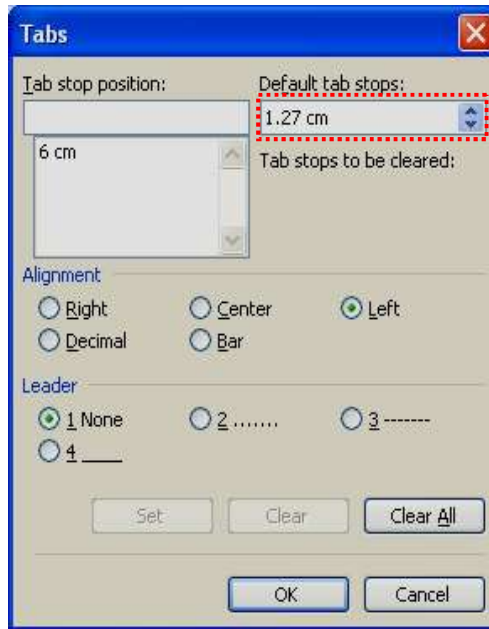 Tabs
Tab stop position: Default tab stops:
1.27 cm
6 cm
Tab stops to be cleared:
Alignment
Right Center Left
Decimal Bar
Leader
1 None 2 ....... 3 -------
4 ____
Set Clear Clear All
OK Cancel